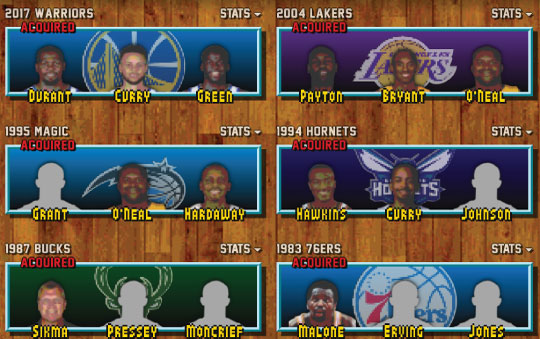 2017 WARRIORS STATS
ACQUIRED
DURANT CURRY GREEN
2004 LAKERS STATS
ACQUIRED
LOS ANGELES
LAKERS
PAYTON BRYANT O'NEAL
1995 MAGIC STATS
ACQUIRED
GRANT O'NEAL HARDAWAY
1994 HORNETS STATS
ACQUIRED
HAWKINS CURRY JOHNSON
1987 BUCKS STATS
ACQUIRED
SIKMA PRESSEY MONCRIEF
1983 76ERS STATS
ACQUIRED
MALONE ERVING JONES